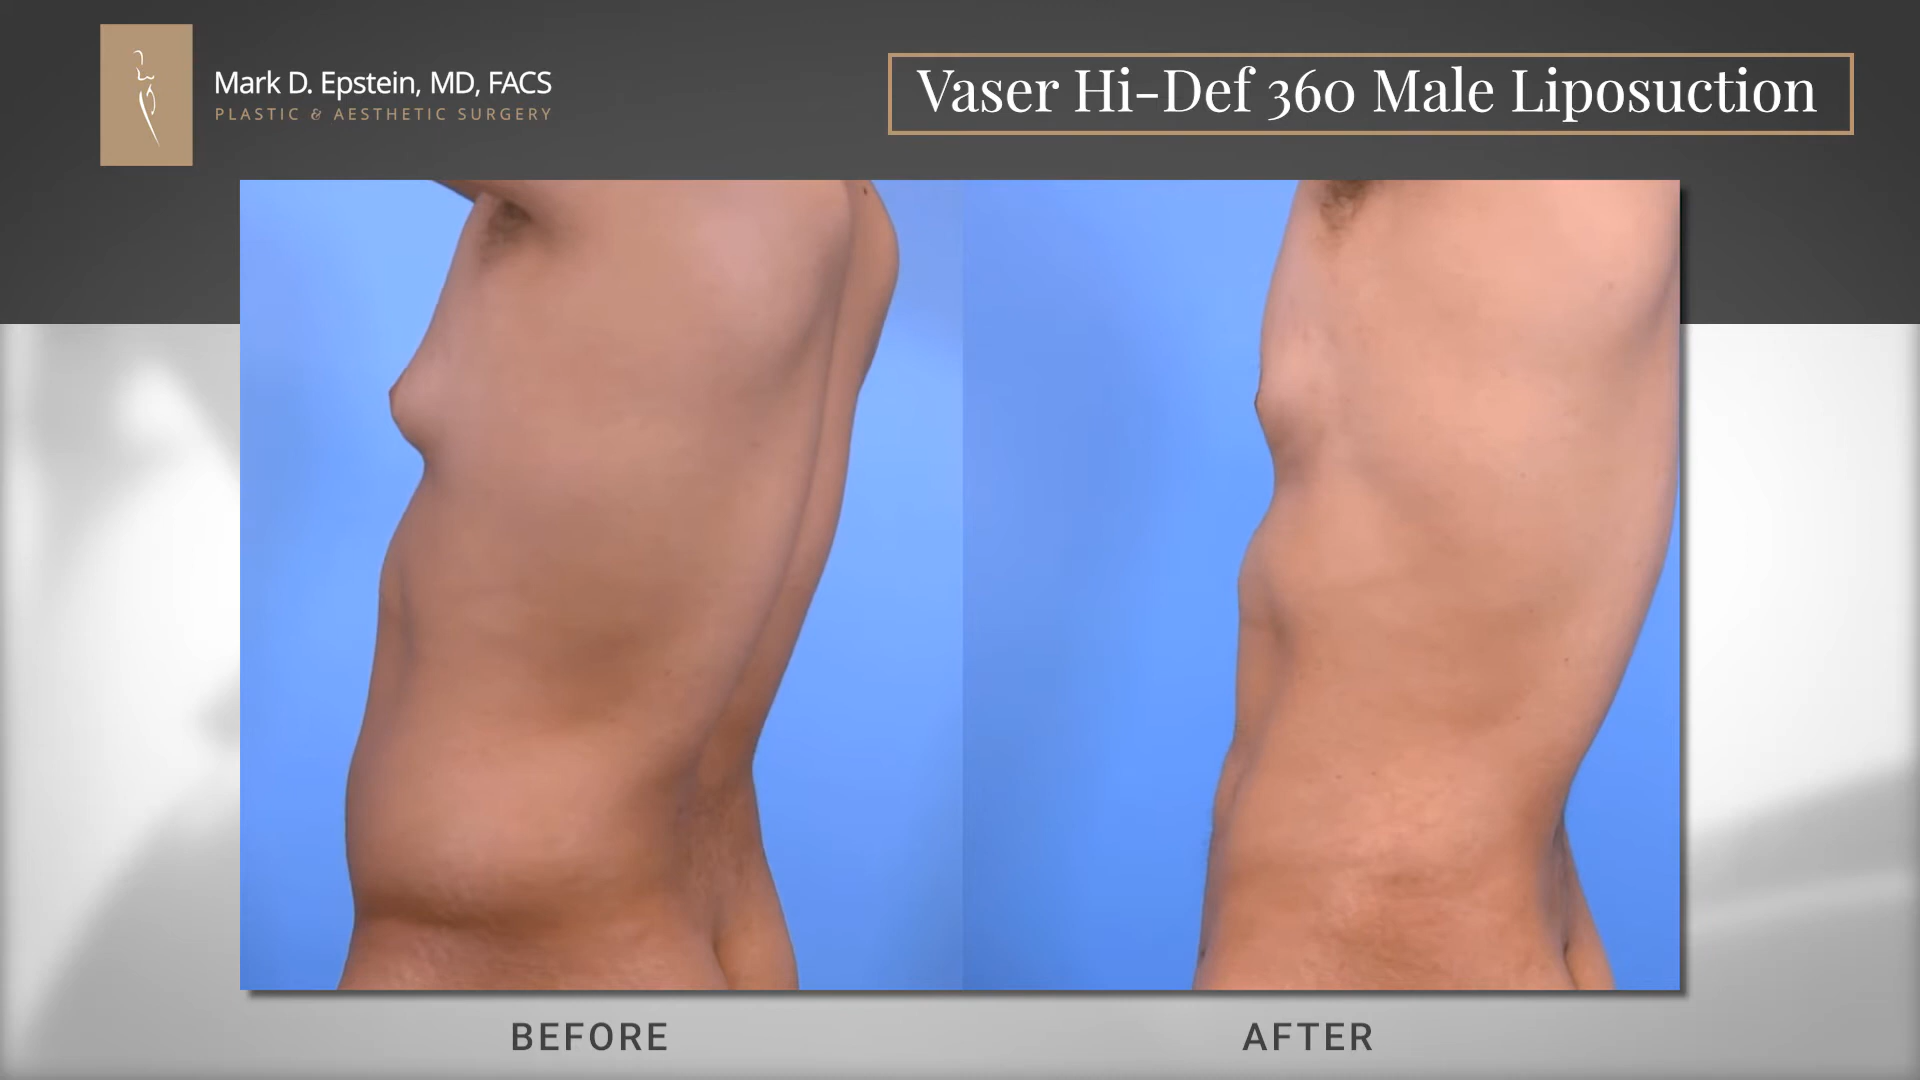 Mark D. Epstein, MD, FACS
PLASTIC & AESTHETIC SURGERY
Vaser Hi-Def 360 Male Liposuction
BEFORE
AFTER